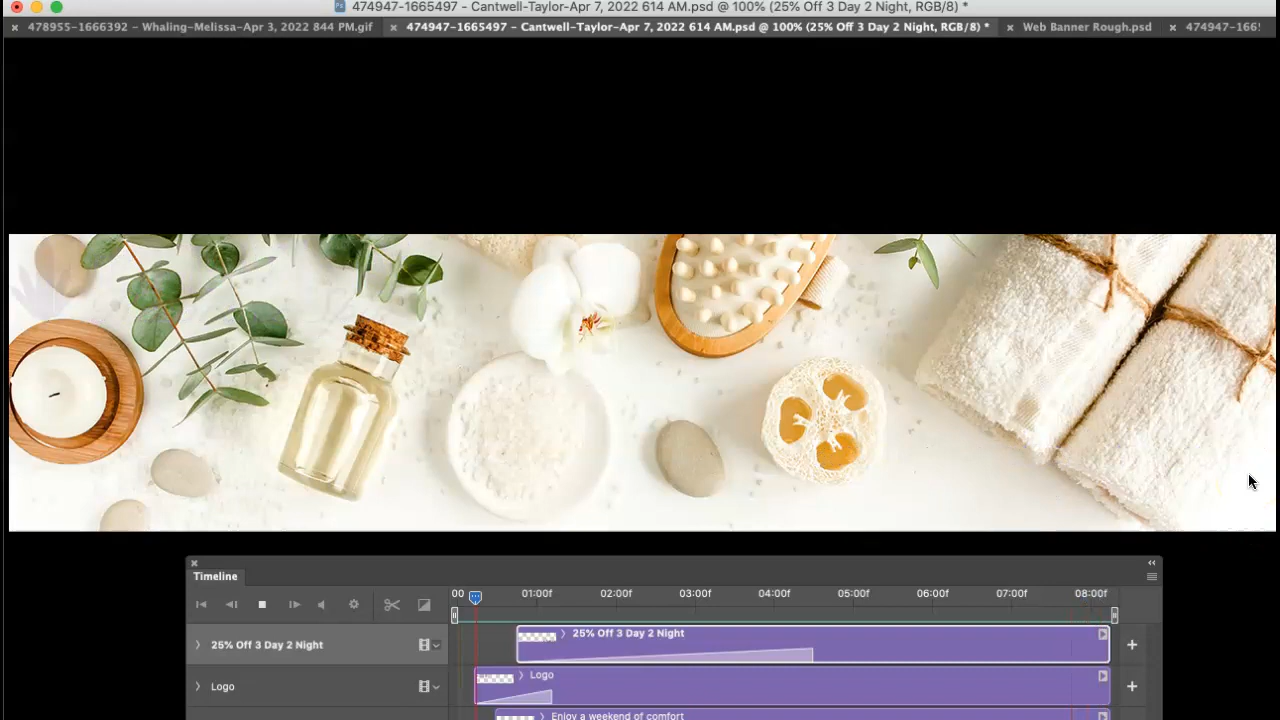 474947-1665497 - Cantwell-Taylor-Apr 7, 2022 614 AM.psd @ 100% (25% Off 3 Day 2 Night, RGB/8) *
478955-1666392 - Whaling-Melissa-Apr 3, 2022 844 PM.gif
474947-1665497 - Cantwell-Taylor-Apr 7, 2022 614 AM.psd @ 100% (25% Off 3 Day 2 Night, RGB/8) *
Web Banner Rough.psd
474947-166
Timeline
00 01:00f 02:00f 03:00f 04:00f 05:00f 06:00f 07:00f 08:00f
25% Off 3 Day 2 Night
25% Off 3 Day 2 Night
Logo
Logo
Enjoy a weekend of comfort